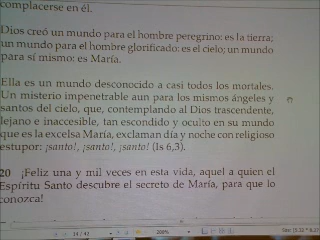 complacerse en él.
Dios creó un mundo para el hombre peregrino: es la tierra;
un mundo para el hombre glorificado: es el cielo; un mundo
para sí mismo: es María.
Ella es un mundo desconocido a casi todos los mortales.
Un misterio impenetrable aun para los mismos ángeles y
santos del cielo, que, contemplando al Dios trascendente,
lejano e inaccesible, tan escondido y oculto en su mundo
que es la excelsa María, exclaman día y noche con religioso
estupor: ¡santo!, ¡santo!, ¡santo! (Is 6,3).
20 ¡Feliz una y mil veces en esta vida, aquel a quien el
Espíritu Santo descubre el secreto de María, para que lo
conozca!
200%
Size: